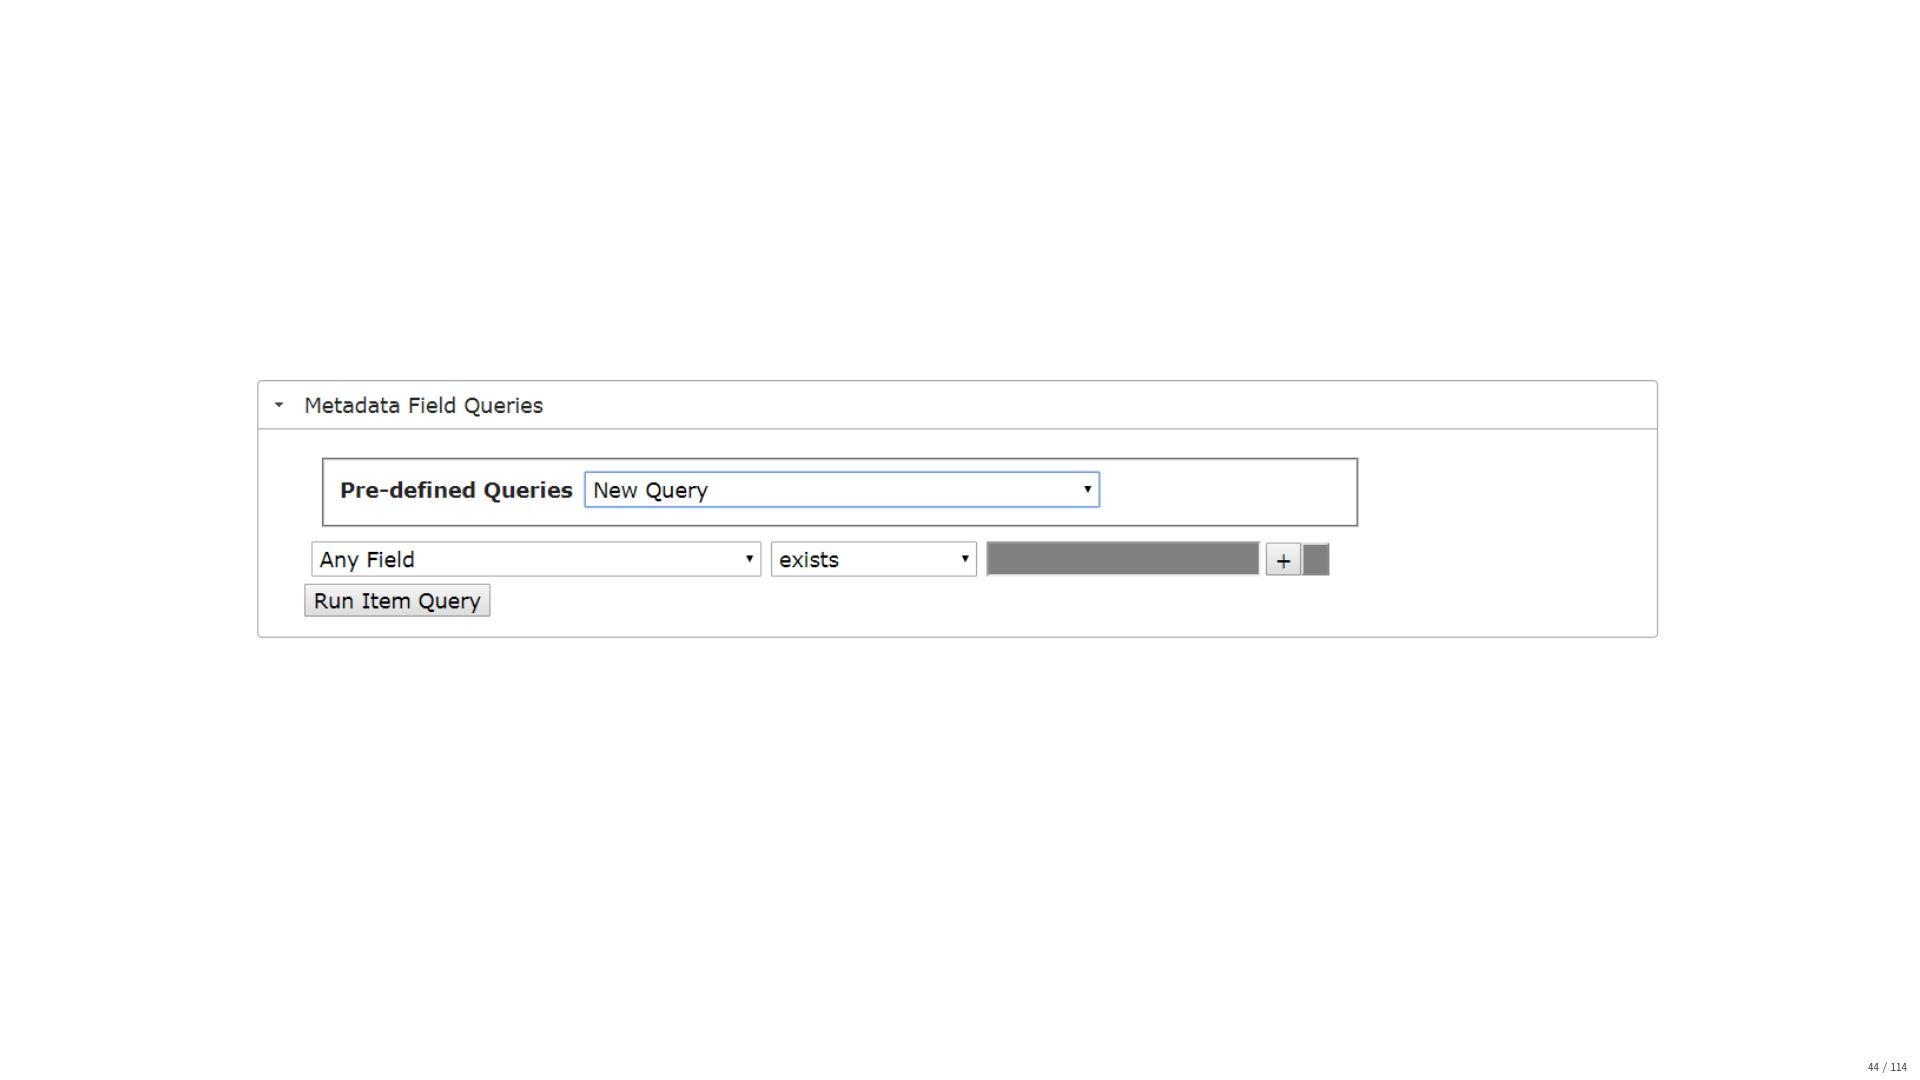 Metadata Field Queries
Pre-defined Queries New Query
Any Field exists +
Run Item Query
44 / 114